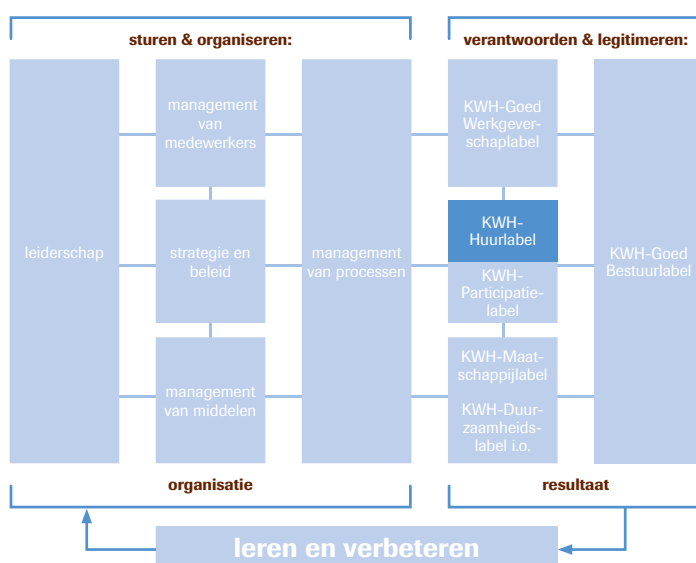 sturen & organiseren:
verantwoorden & legitimeren:
leiderschap
management
van
medewerkers
strategie en
beleid
management
van middelen
management
van processen
KWH-Goed
Werkgever-
schaplabel
KWH-
Huurlabel
KWH-
Participatie-
label
KWH-Maat-
schappijlabel
KWH-Duur-
zaamheids-
label i.o.
KWH-Goed
Bestuurlabel
organisatie
resultaat
leren en verbeteren